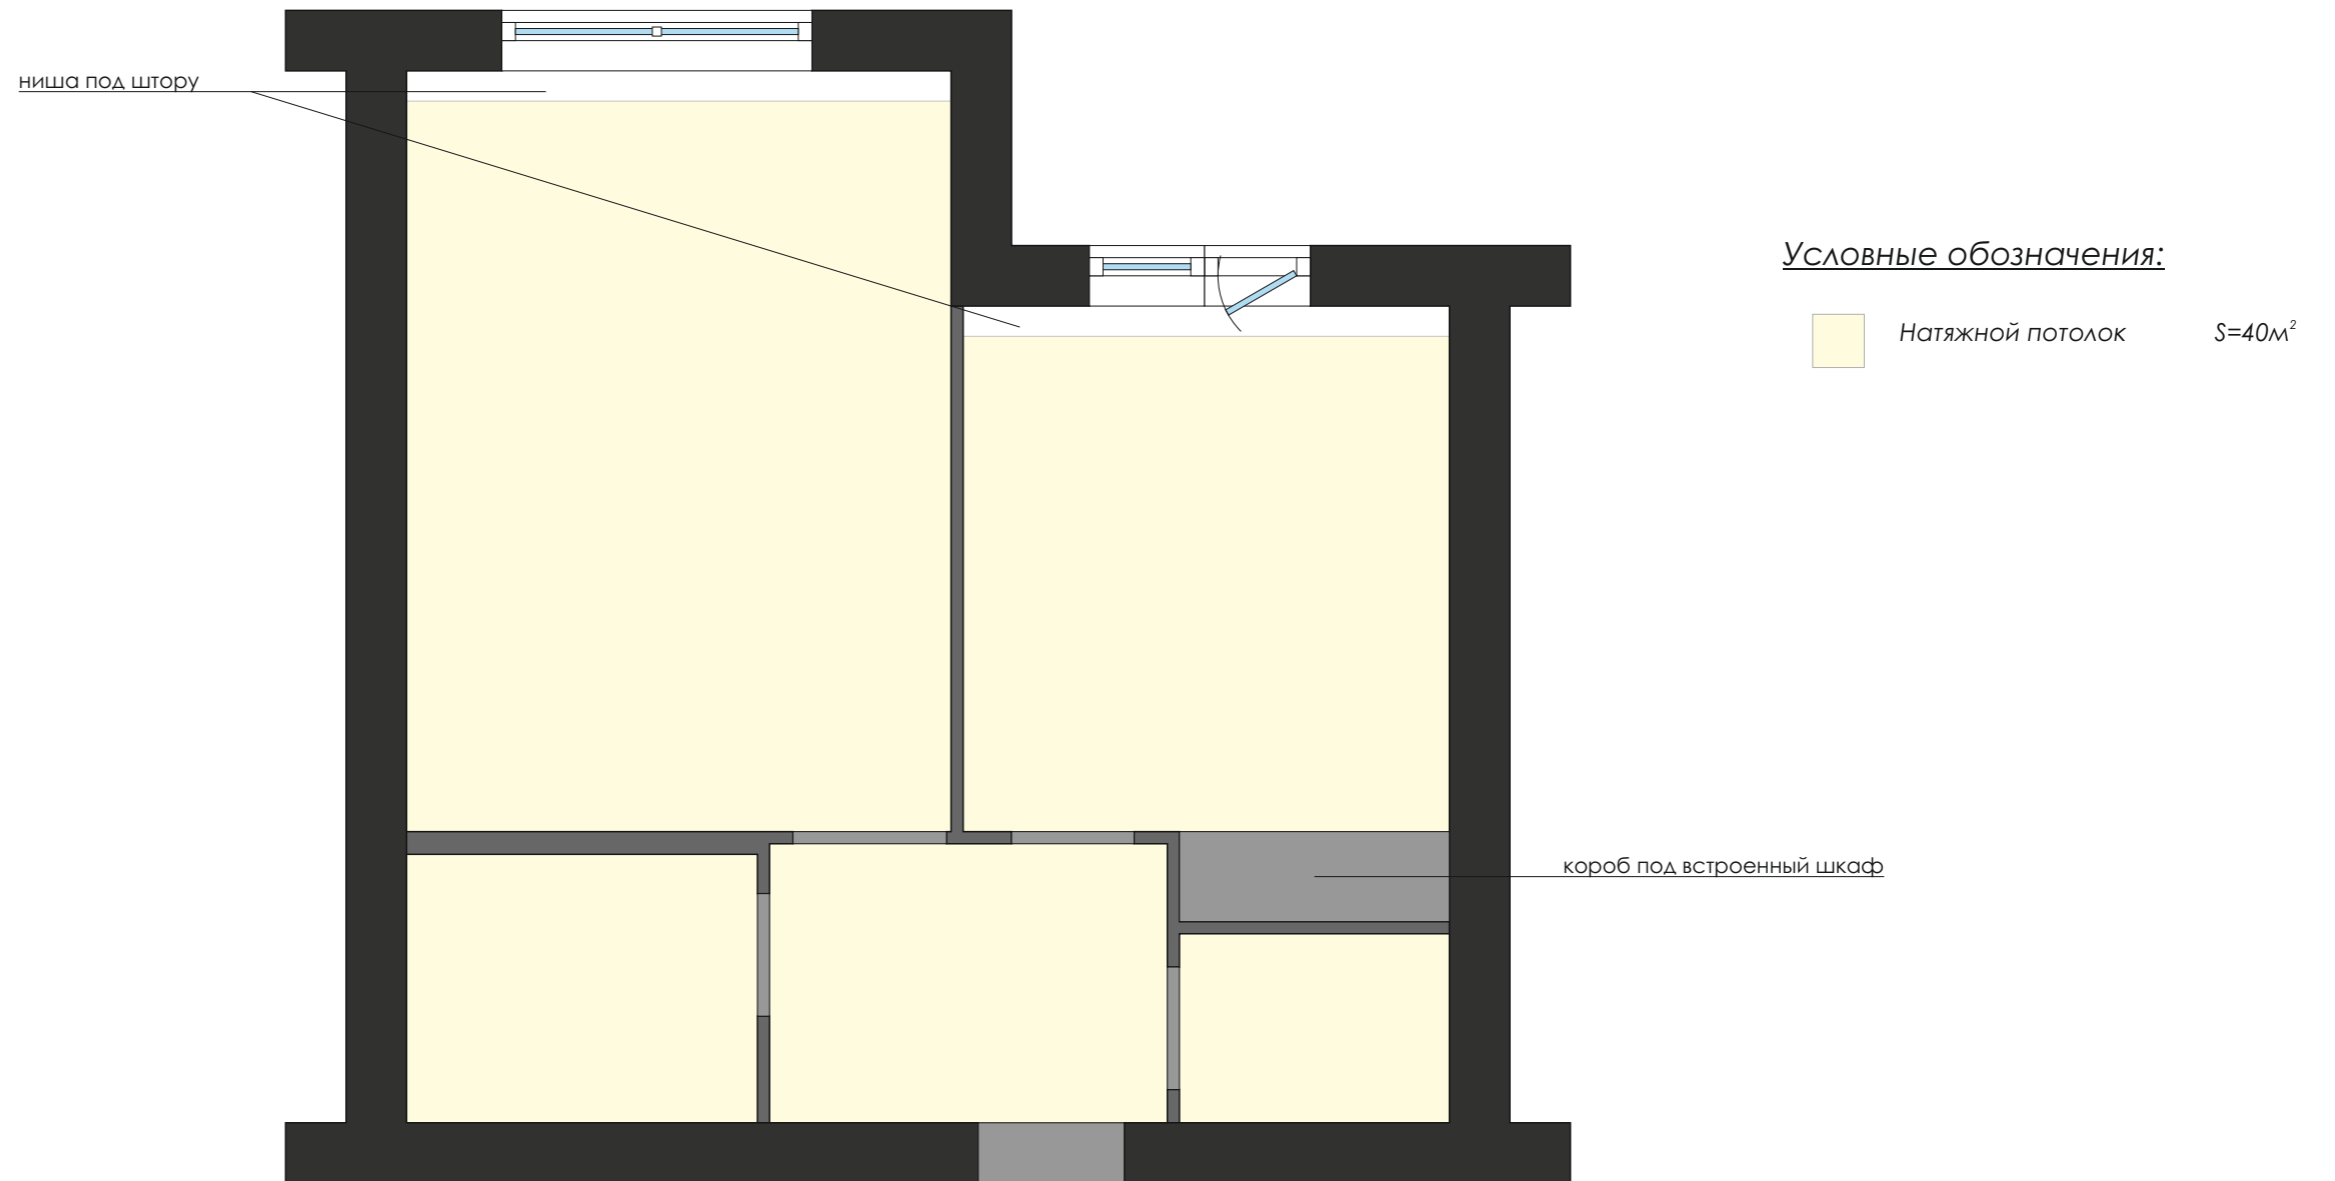 ниша под штору
Условные обозначения:
Натяжной потолок S=40м²
короб под встроенный шкаф